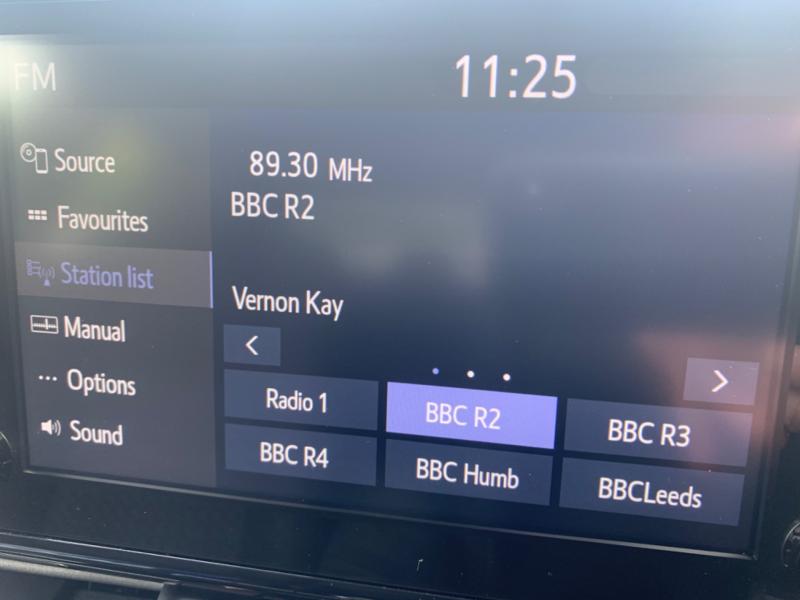 FM
11:25
Source
Favourites
Station list
Manual
Options
Sound
89.30 MHz
BBC R2
Vernon Kay
Radio 1
BBC R2
BBC R3
BBC R4
BBC Humb
BBCLeeds